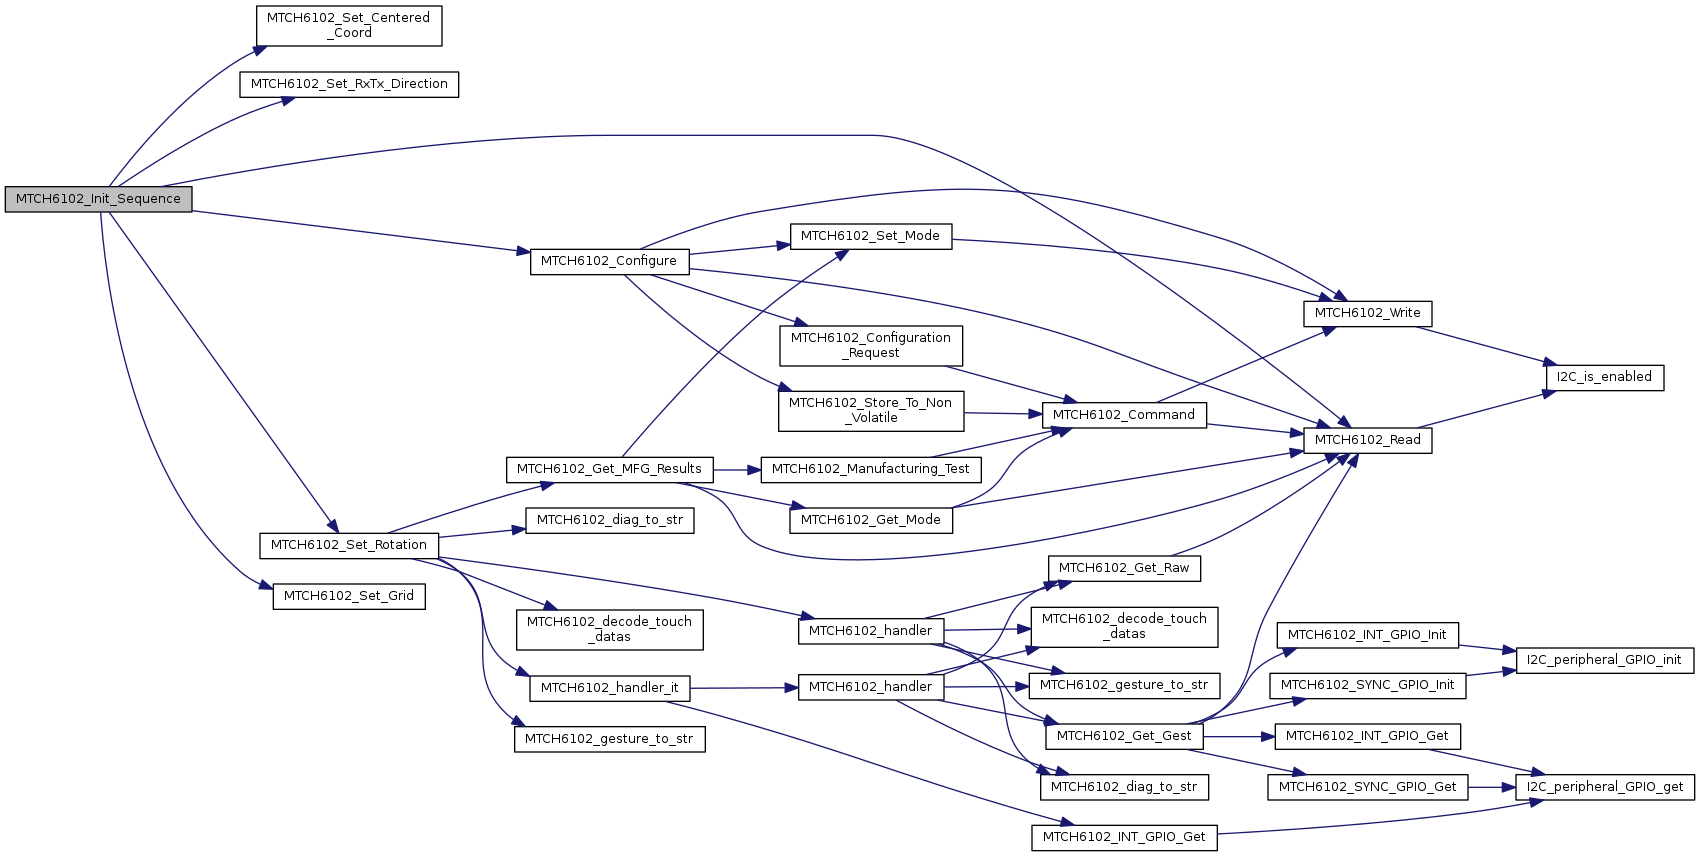 MTCH6102_Set_Centered
_Coord
MTCH6102_Set_RxTx_Direction
MTCH6102_Init_Sequence
MTCH6102_Configure
MTCH6102_Set_Mode
MTCH6102_Write
MTCH6102_Configuration
_Request
I2C_is_enabled
MTCH6102_Store_To_Non
_Volatile
MTCH6102_Command
MTCH6102_Read
MTCH6102_Get_MFG_Results
MTCH6102_Manufacturing_Test
MTCH6102_diag_to_str
MTCH6102_Get_Mode
MTCH6102_Set_Rotation
MTCH6102_Get_Raw
MTCH6102_Set_Grid
MTCH6102_decode_touch
_datas
MTCH6102_handler
MTCH6102_decode_touch
_datas
MTCH6102_INT_GPIO_Init
I2C_peripheral_GPIO_init
MTCH6102_handler_it
MTCH6102_handler
MTCH6102_gesture_to_str
MTCH6102_SYNC_GPIO_Init
MTCH6102_gesture_to_str
MTCH6102_Get_Gest
MTCH6102_INT_GPIO_Get
MTCH6102_diag_to_str
MTCH6102_SYNC_GPIO_Get
I2C_peripheral_GPIO_get
MTCH6102_INT_GPIO_Get